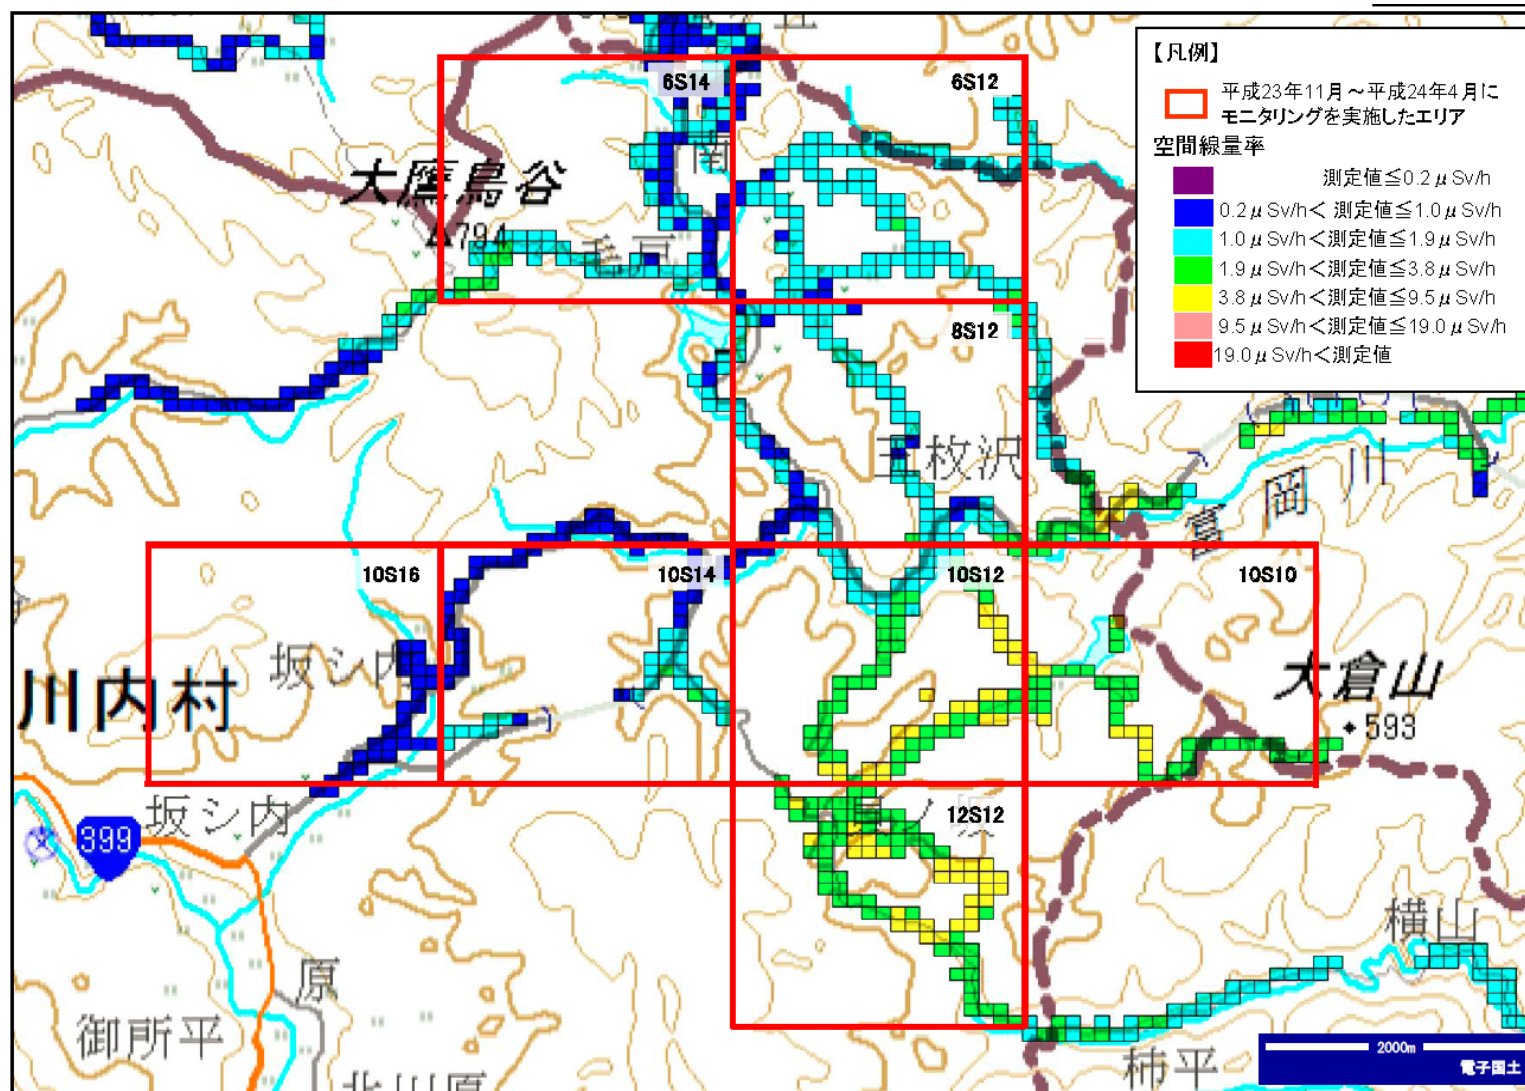 【凡例】
平成23年11月～平成24年4月に
モニタリングを実施したエリア
空間線量率
測定値≦0.2μSv/h
0.2μSv/h＜測定値≦1.0μSv/h
1.0μSv/h＜測定値≦1.9μSv/h
1.9μSv/h＜測定値≦3.8μSv/h
3.8μSv/h＜測定値≦9.5μSv/h
9.5μSv/h＜測定値≦19.0μSv/h
19.0μSv/h＜測定値
6S14
6S12
大鷹鳥谷
794
毛戸
8S12
五枚沢
富岡川
10S16
10S14
10S12
10S10
坂シ内
川内村
大倉山
593
坂シ内
399
12S12
横山
原
御所平
柿平
2000m
電子国土